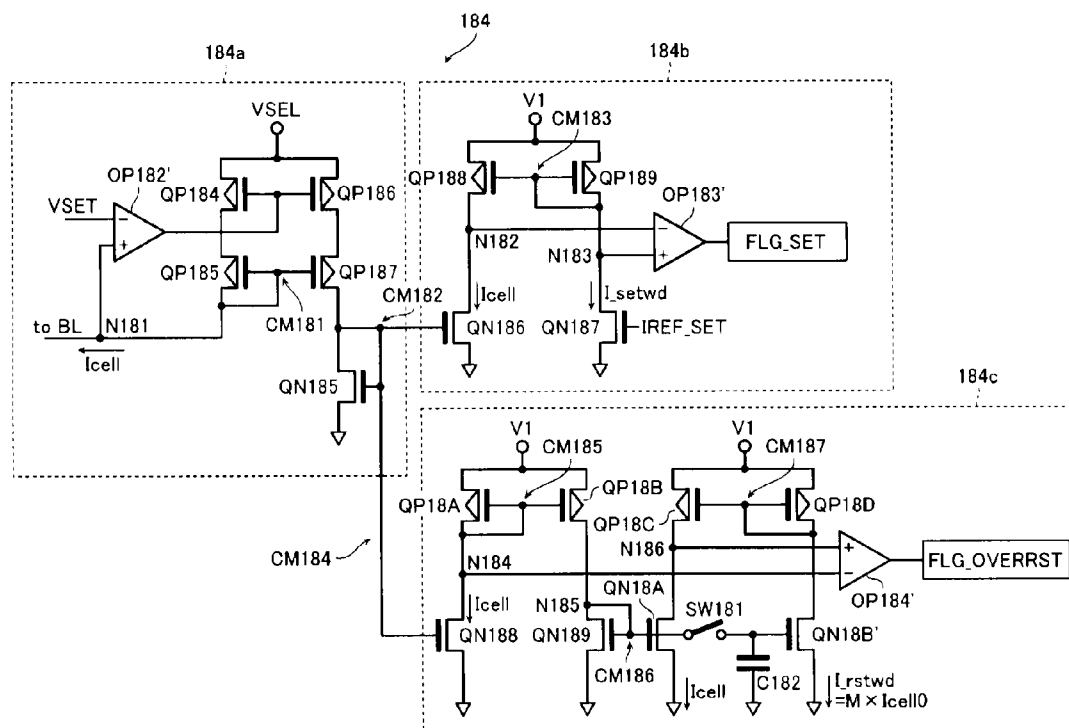 184
184a
VSEL
OP182'
QP184
QP186
VSET
−
+
QP185
QP187
CM182
CM181
to BL
N181
Icell
QN185
184b
V1
CM183
QP188
QP189
OP183'
−
+
FLG_SET
N182
N183
Icell
I_setwd
QN186
QN187
IREF_SET
184c
V1
CM185
V1
CM187
QP18A
QP18B
QP18C
QP18D
N186
+
−
FLG_OVERRST
OP184'
CM184
N184
QN18A
Icell
N185
SW181
QN188
QN189
QN18B'
CM186
C182
Icell
I_rstwd
=M × Icell0